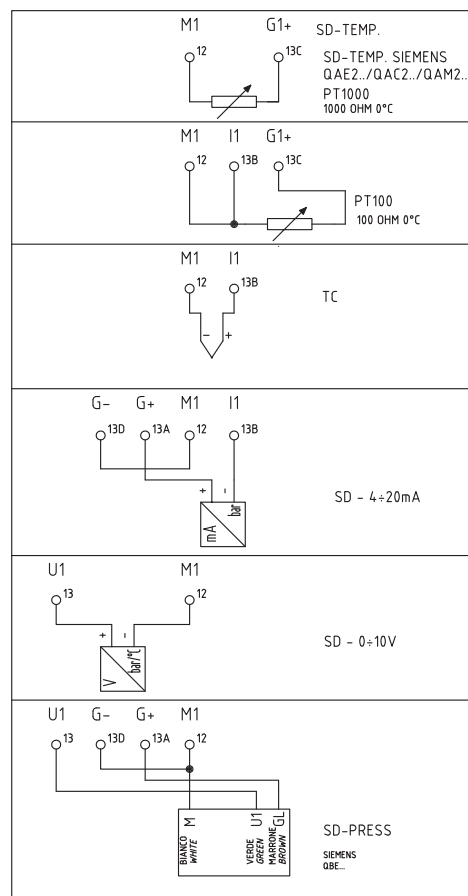 M1 G1+ SD-TEMP.
12 13C SD-TEMP. SIEMENS
QAE2../QAC2../QAM2..
PT1000
1000 OHM 0°C
M1 I1 G1+
12 13B 13C
PT100
100 OHM 0°C
M1 I1
12 13B
TC
- +
G- G+ M1 I1
13D 13A 12 13B
+ -
mA bar
SD - 4÷20mA
U1 M1
13 12
+ -
V bar/°C
SD - 0÷10V
U1 G- G+ M1
13 13D 13A 12
M U1 GL
BIANCO VERDE MARRONE
WHITE GREEN BROWN
SD-PRESS
SIEMENS
QBE...